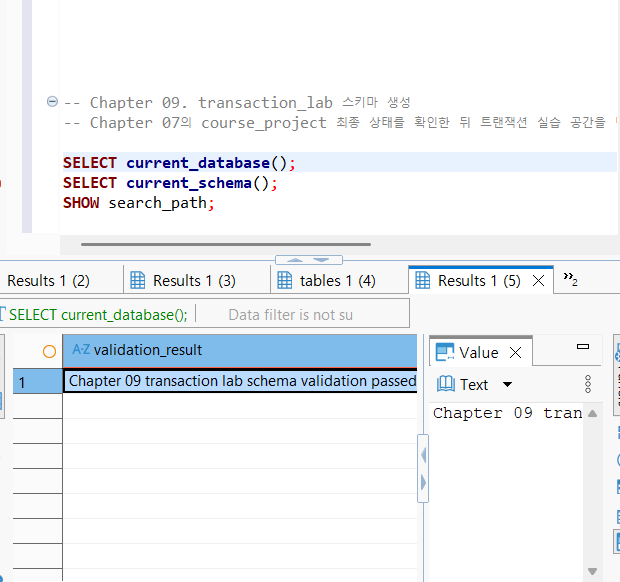 -- Chapter 09. transaction_lab 스키마 생성
-- Chapter 07의 course_project 최종 상태를 확인한 뒤 트랜잭션 실습 공간을
SELECT current_database();
SELECT current_schema();
SHOW search_path;
Results 1 (2)
Results 1 (3)
tables 1 (4)
Results 1 (5)
»2
SELECT current_database();
Data filter is not su
A-Z validation_result
Value
1
Chapter 09 transaction lab schema validation passed
Text
Chapter 09 tran